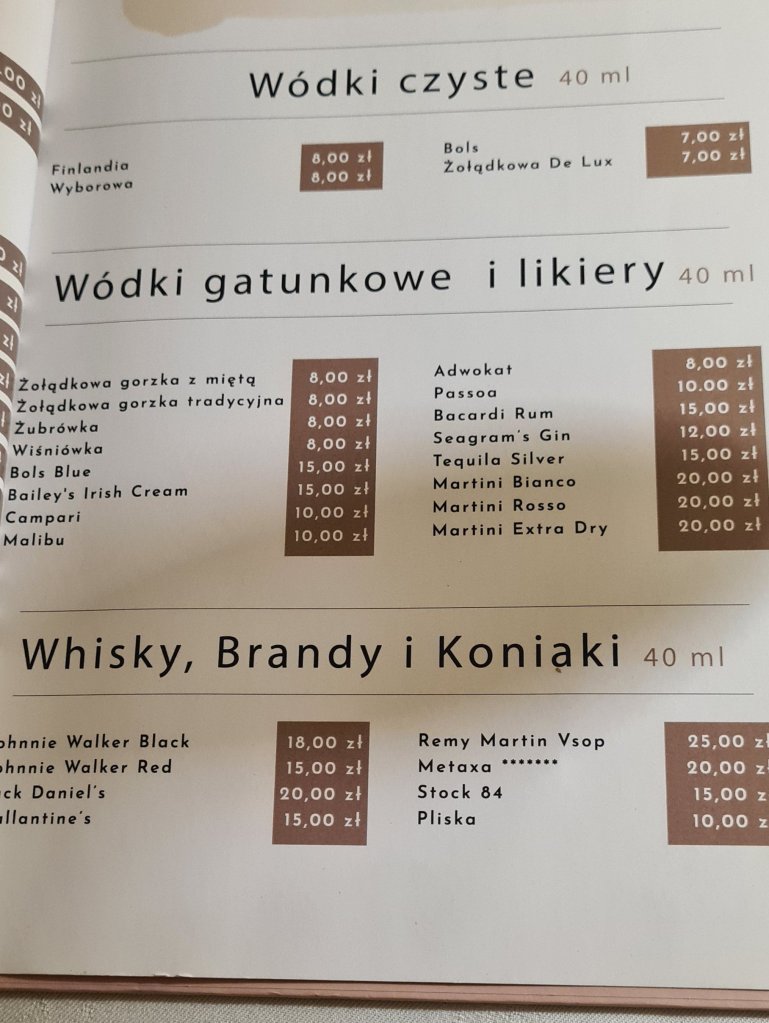 Wódki czyste 40 ml
Finlandia 8,00 zł
Wyborowa 8,00 zł
Bols 7,00 zł
Żołądkowa De Lux 7,00 zł
Wódki gatunkowe i likiery 40 ml
Żołądkowa gorzka z miętą 8,00 zł
Żołądkowa gorzka tradycyjna 8,00 zł
Żubrówka 8,00 zł
Wiśniówka 8,00 zł
Bols Blue 15,00 zł
Bailey's Irish Cream 15,00 zł
Campari 10,00 zł
Malibu 10,00 zł
Adwokat 8,00 zł
Passoa 10.00 zł
Bacardi Rum 15,00 zł
Seagram's Gin 12,00 zł
Tequila Silver 15,00 zł
Martini Bianco 20,00 zł
Martini Rosso 20,00 zł
Martini Extra Dry 20,00 zł
Whisky, Brandy i Koniaki 40 ml
ohnnie Walker Black 18,00 zł
ohnnie Walker Red 15,00 zł
ck Daniel's 20,00 zł
allantine's 15,00 zł
Remy Martin Vsop 25,00 zł
Metaxa ******* 20,00 zł
Stock 84 15,00 z
Pliska 10,00 z